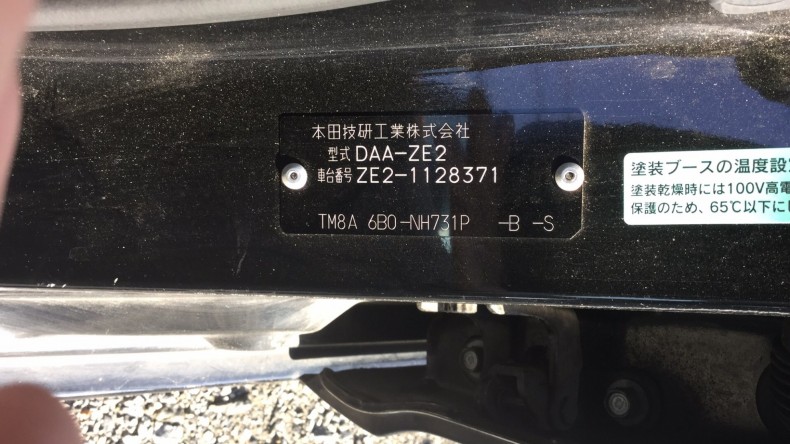 本田技研工業株式会社
型式 DAA-ZE2
車台番号 ZE2-1128371
TM8A 6B0-NH731P -B -S
塗装ブースの温度設
塗装乾燥時には100V高電
保護のため、65℃以下に